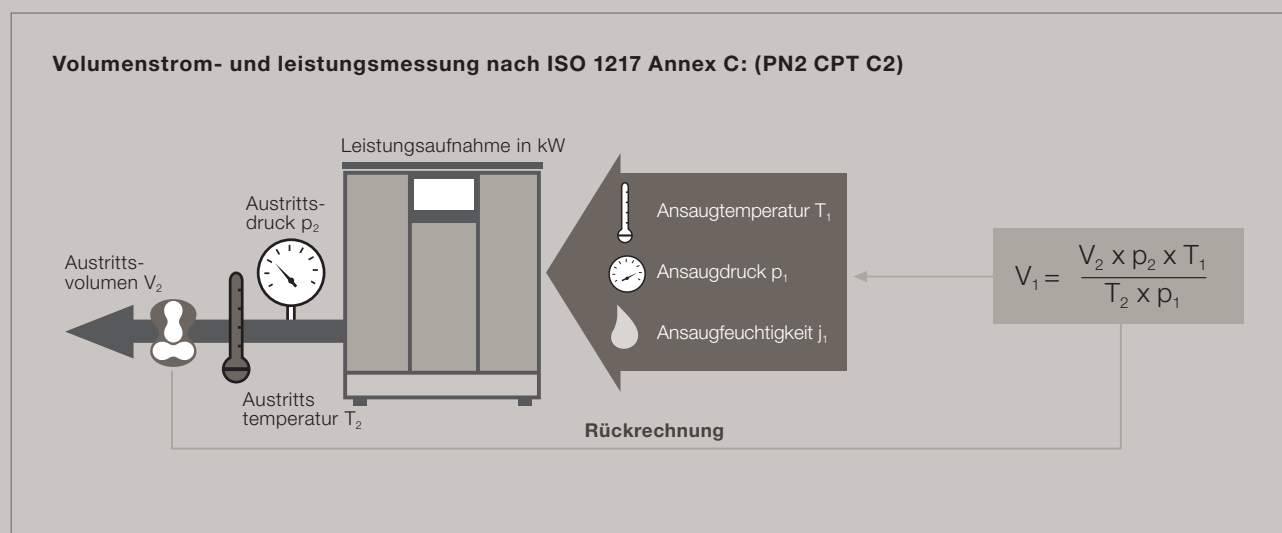 Volumenstrom- und leistungsmessung nach ISO 1217 Annex C: (PN2 CPT C2)
Leistungsaufnahme in kW
Austritts-
druck p₂
Austritts-
volumen V₂
Austritts
temperatur T₂
Ansaugtemperatur T₁
Ansaugdruck p₁
Ansaugfeuchtigkeit j₁
V₁ = V₂ x p₂ x T₁
T₂ x p₁
Rückrechnung